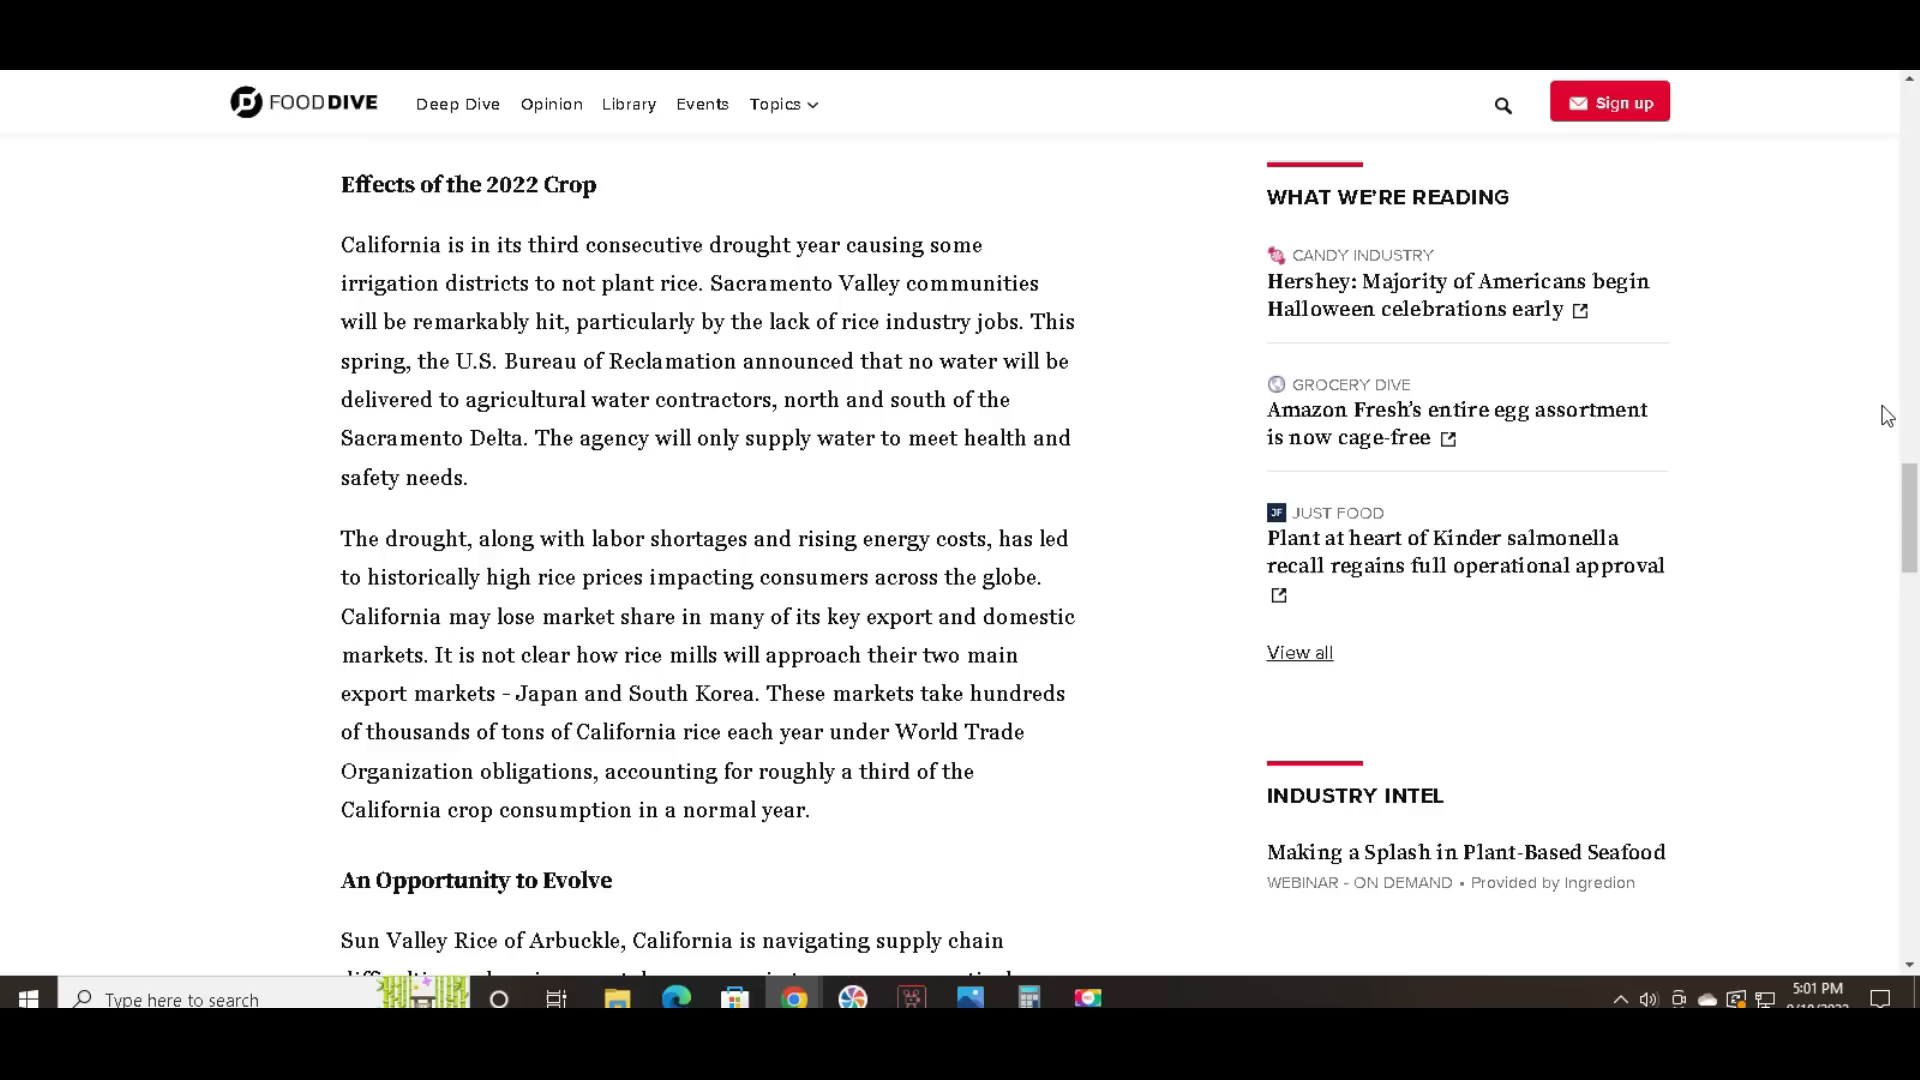 FOODDIVE Deep Dive Opinion Library Events Topics Sign up
Effects of the 2022 Crop
California is in its third consecutive drought year causing some
irrigation districts to not plant rice. Sacramento Valley communities
will be remarkably hit, particularly by the lack of rice industry jobs. This
spring, the U.S. Bureau of Reclamation announced that no water will be
delivered to agricultural water contractors, north and south of the
Sacramento Delta. The agency will only supply water to meet health and
safety needs.
The drought, along with labor shortages and rising energy costs, has led
to historically high rice prices impacting consumers across the globe.
California may lose market share in many of its key export and domestic
markets. It is not clear how rice mills will approach their two main
export markets - Japan and South Korea. These markets take hundreds
of thousands of tons of California rice each year under World Trade
Organization obligations, accounting for roughly a third of the
California crop consumption in a normal year.
An Opportunity to Evolve
Sun Valley Rice of Arbuckle, California is navigating supply chain
WHAT WE'RE READING
CANDY INDUSTRY
Hershey: Majority of Americans begin
Halloween celebrations early
GROCERY DIVE
Amazon Fresh's entire egg assortment
is now cage-free
JF JUST FOOD
Plant at heart of Kinder salmonella
recall regains full operational approval
View all
INDUSTRY INTEL
Making a Splash in Plant-Based Seafood
WEBINAR - ON DEMAND • Provided by Ingredion
Type here to search
5:01 PM